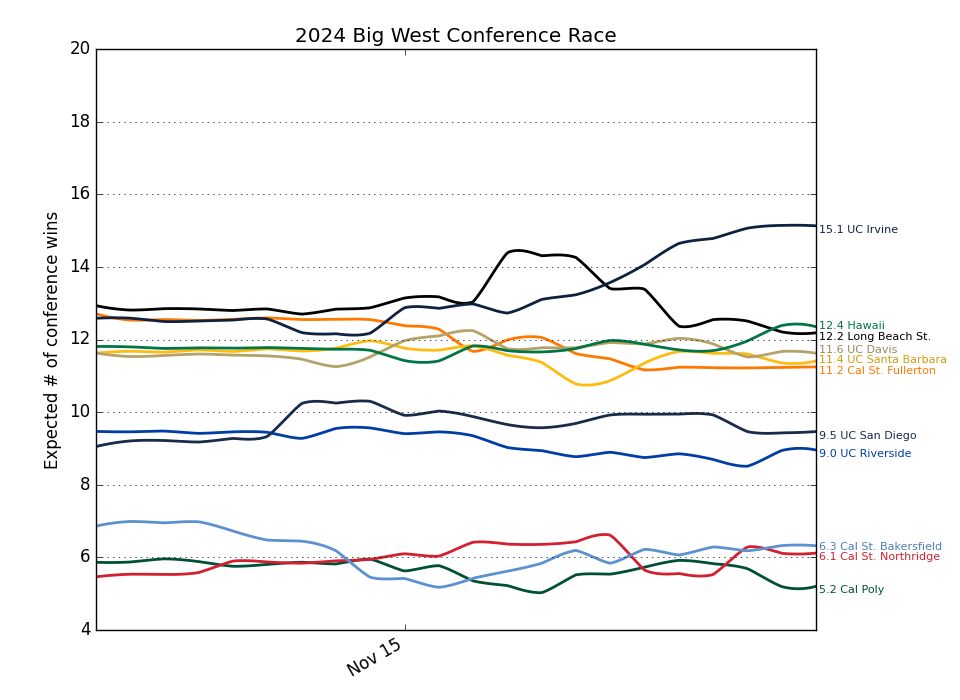 2024 Big West Conference Race
Expected # of conference wins
20
18
16
14
12
10
8
6
4
Nov 15
15.1 UC Irvine
12.4 Hawaii
12.2 Long Beach St.
11.6 UC Davis
11.4 UC Santa Barbara
11.2 Cal St. Fullerton
9.5 UC San Diego
9.0 UC Riverside
6.3 Cal St. Bakersfield
6.1 Cal St. Northridge
5.2 Cal Poly